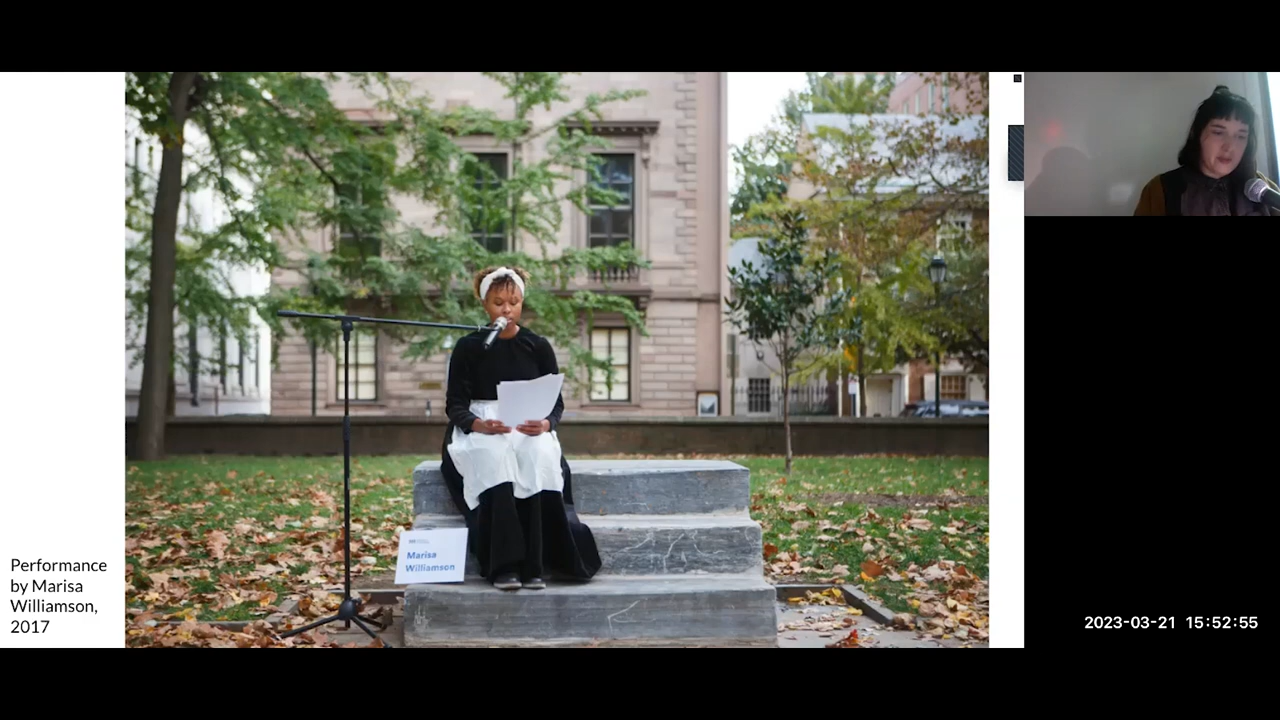 Performance
by Marisa
Williamson,
2017
Marisa
Williamson
2023-03-21 15:52:55